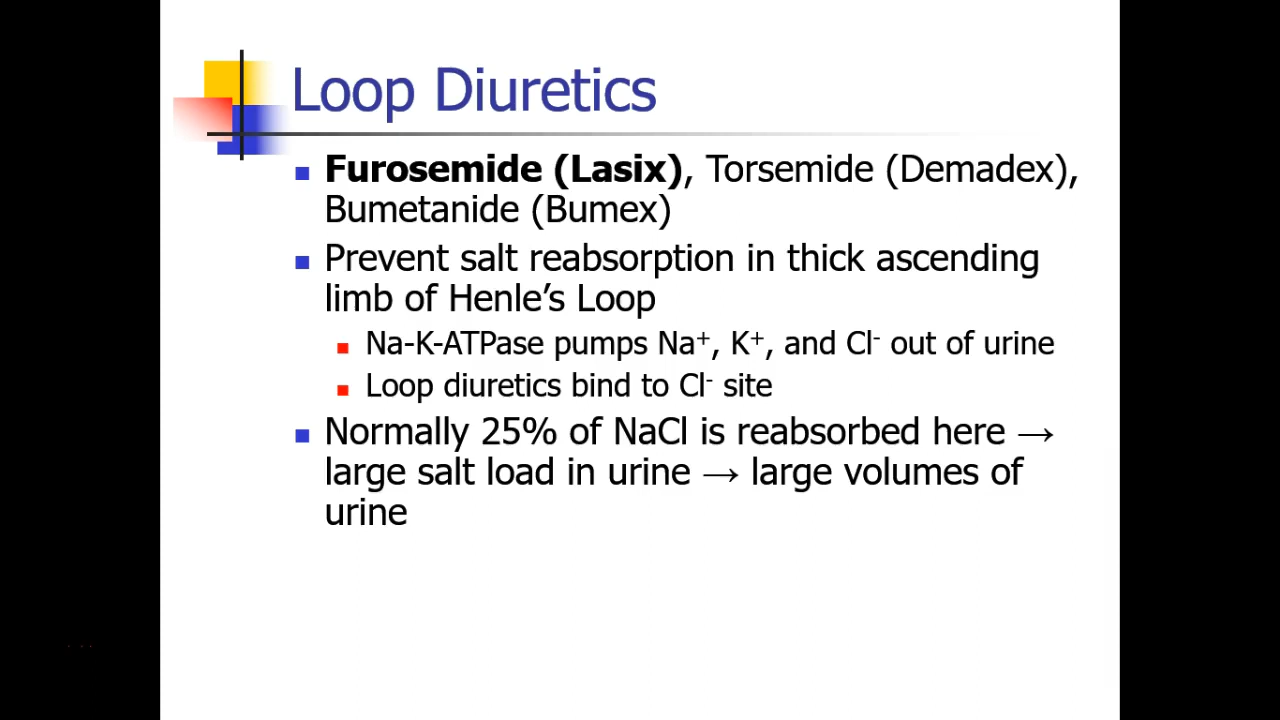 Loop Diuretics
Furosemide (Lasix), Torsemide (Demadex),
Bumetanide (Bumex)
Prevent salt reabsorption in thick ascending
limb of Henle’s Loop
Na-K-ATPase pumps Na⁺, K⁺, and Cl⁻ out of urine
Loop diuretics bind to Cl⁻ site
Normally 25% of NaCl is reabsorbed here →
large salt load in urine → large volumes of
urine